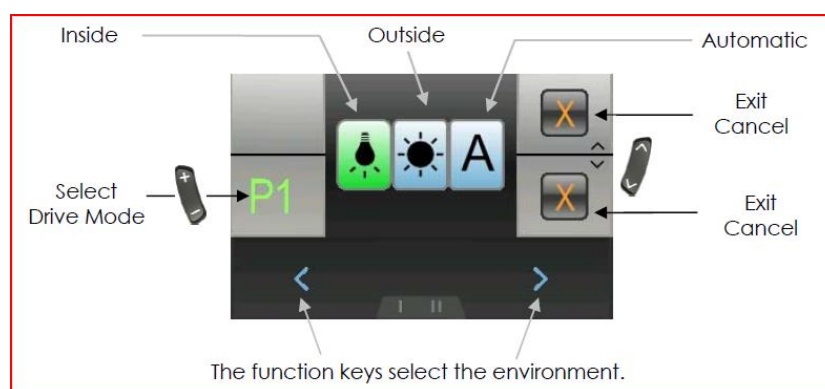 Inside
Outside
Automatic
Exit
Cancel
X
A
Select
Drive Mode
+
-
P1
X
Exit
Cancel
< >
I II
The function keys select the environment.